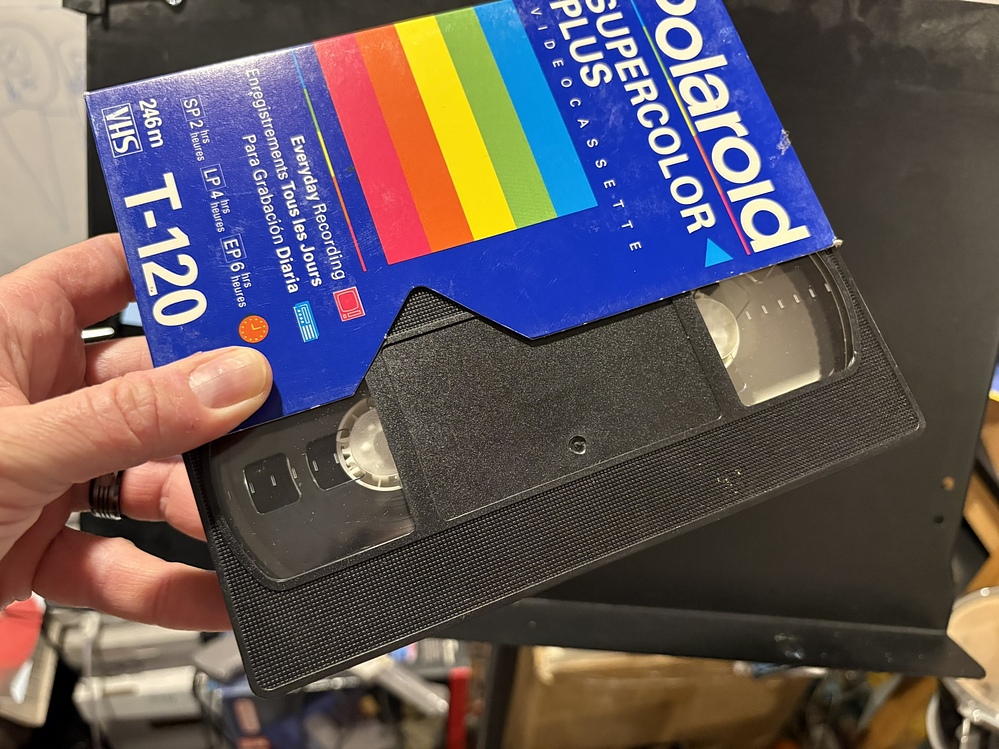 Polaroid
SUPERCOLOR
PLUS
VIDEOCASSETTE
Everyday Recording
Enregistrements Tous les Jours
Para Grabación Diaria
SP 2 hrs heures LP 4 hrs heures EP 6 hrs heures
246m T-120
VHS